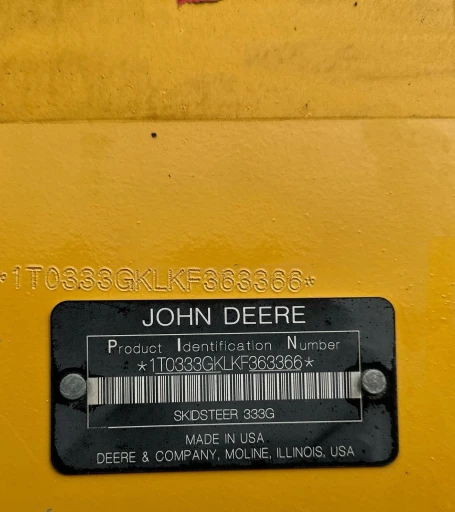 *1T0333GKLKF363366*
JOHN DEERE
Product Identification Number
*1T0333GKLKF363366*
SKIDSTEER 333G
MADE IN USA
DEERE & COMPANY, MOLINE, ILLINOIS, USA